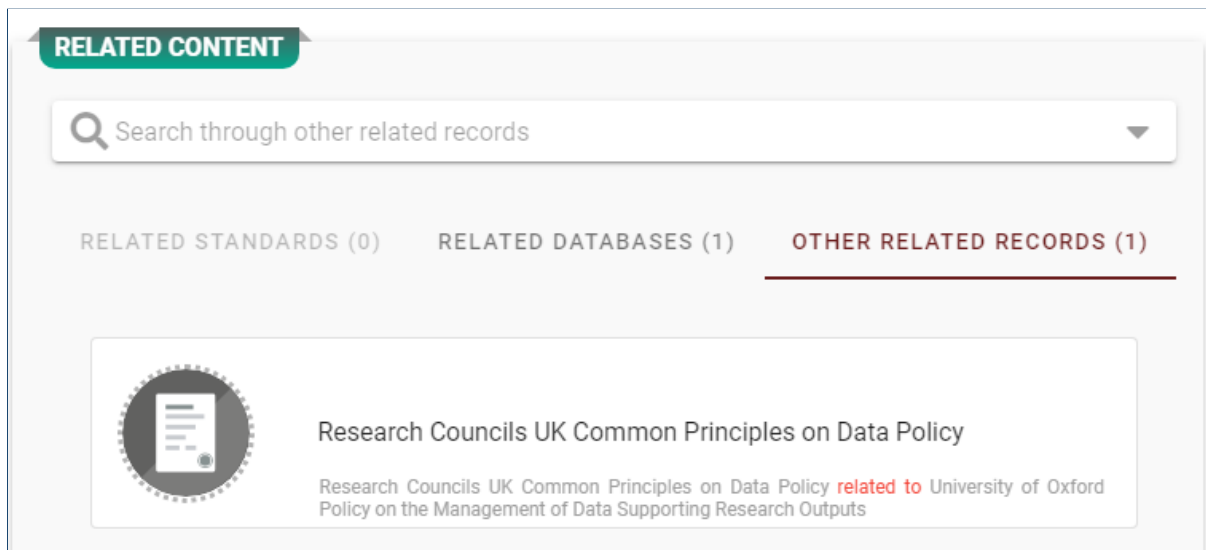 RELATED CONTENT
Search through other related records
RELATED STANDARDS (0) RELATED DATABASES (1) OTHER RELATED RECORDS (1)
Research Councils UK Common Principles on Data Policy
Research Councils UK Common Principles on Data Policy related to University of Oxford
Policy on the Management of Data Supporting Research Outputs